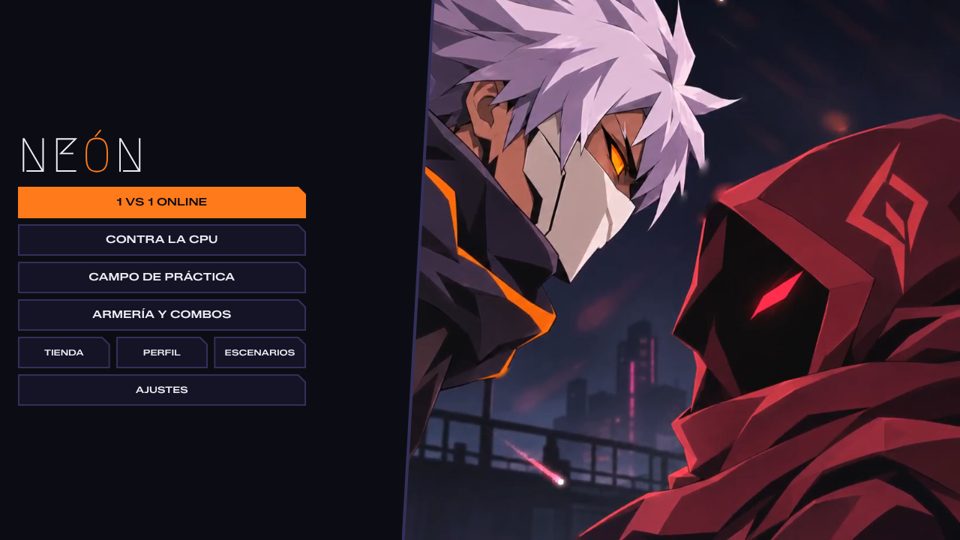 NEÓN
1 VS 1 ONLINE
CONTRA LA CPU
CAMPO DE PRÁCTICA
ARMERÍA Y COMBOS
TIENDA PERFIL ESCENARIOS
AJUSTES